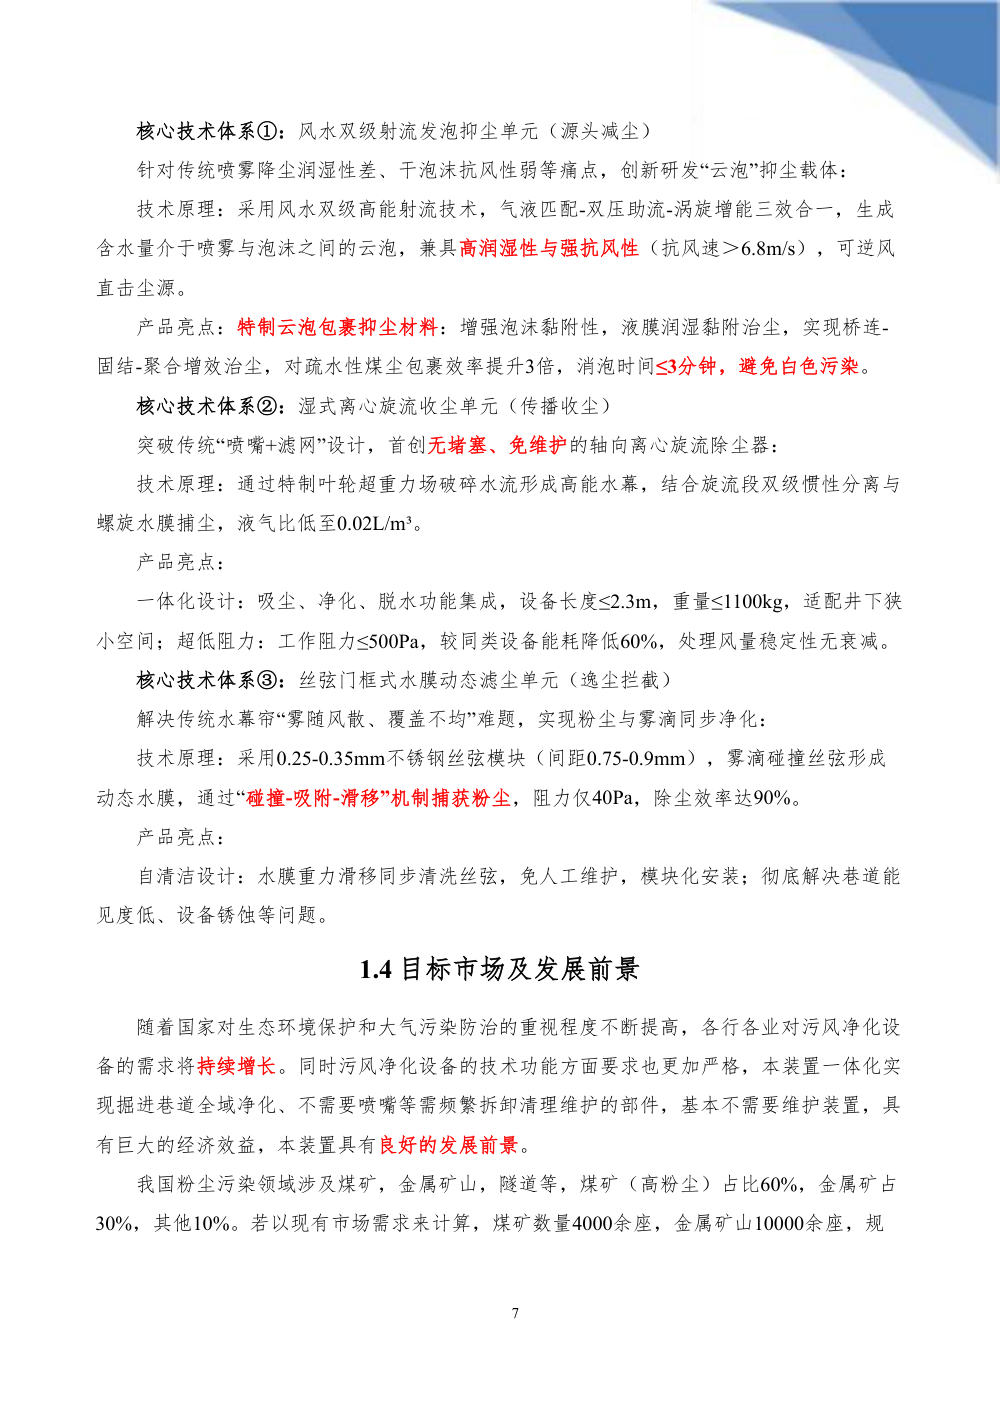 核心技术体系①：风水双级射流发泡抑尘单元（源头减尘）
针对传统喷雾降尘润湿性差、干泡沫抗风性弱等痛点，创新研发“云泡”抑尘载体：
技术原理：采用风水双级高能射流技术，气液匹配-双压助流-涡旋增能三效合一，生成
含水量介于喷雾与泡沫之间的云泡，兼具高润湿性与强抗风性（抗风速＞6.8m/s），可逆风
直击尘源。
产品亮点：特制云泡包裹抑尘材料：增强泡沫黏附性，液膜润湿黏附治尘，实现桥连-
固结-聚合增效治尘，对疏水性煤尘包裹效率提升3倍，消泡时间≤3分钟，避免白色污染。
核心技术体系②：湿式离心旋流收尘单元（传播收尘）
突破传统“喷嘴+滤网”设计，首创无堵塞、免维护的轴向离心旋流除尘器：
技术原理：通过特制叶轮超重力场破碎水流形成高能水幕，结合旋流段双级惯性分离与
螺旋水膜捕尘，液气比低至0.02L/m³。
产品亮点：
一体化设计：吸尘、净化、脱水功能集成，设备长度≤2.3m，重量≤1100kg，适配井下狭
小空间；超低阻力：工作阻力≤500Pa，较同类设备能耗降低60%，处理风量稳定性无衰减。
核心技术体系③：丝弦门框式水膜动态滤尘单元（逸尘拦截）
解决传统水幕帘“雾随风散、覆盖不均”难题，实现粉尘与雾滴同步净化：
技术原理：采用0.25-0.35mm不锈钢丝弦模块（间距0.75-0.9mm），雾滴碰撞丝弦形成
动态水膜，通过“碰撞-吸附-滑移”机制捕获粉尘，阻力仅40Pa，除尘效率达90%。
产品亮点：
自清洁设计：水膜重力滑移同步清洗丝弦，免人工维护，模块化安装；彻底解决巷道能
见度低、设备锈蚀等问题。
1.4 目标市场及发展前景
随着国家对生态环境保护和大气污染防治的重视程度不断提高，各行各业对污风净化设
备的需求将持续增长。同时污风净化设备的技术功能方面要求也更加严格，本装置一体化实
现掘进巷道全域净化、不需要喷嘴等需频繁拆卸清理维护的部件，基本不需要维护装置，具
有巨大的经济效益，本装置具有良好的发展前景。
我国粉尘污染领域涉及煤矿，金属矿山，隧道等，煤矿（高粉尘）占比60%，金属矿占
30%，其他10%。若以现有市场需求来计算，煤矿数量4000余座，金属矿山10000余座，规
7